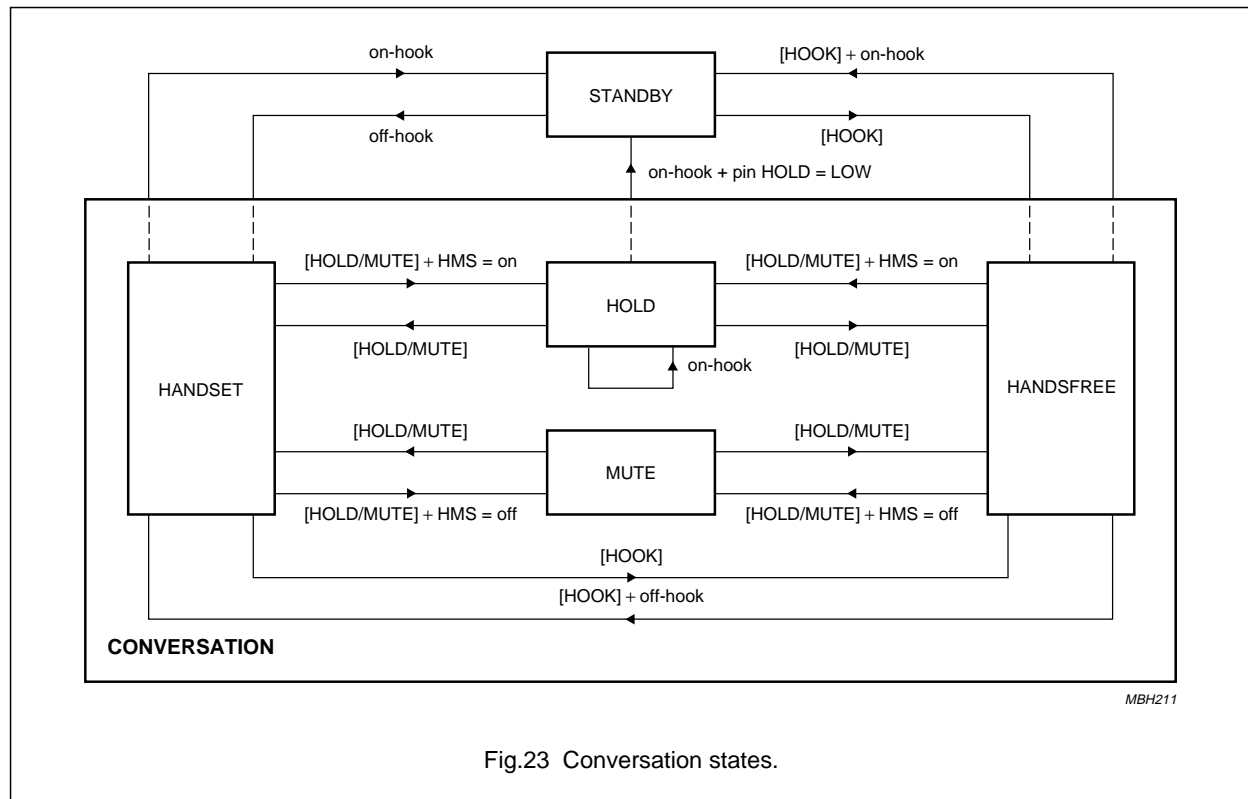 on-hook
[HOOK] + on-hook
STANDBY
off-hook
[HOOK]
on-hook + pin HOLD = LOW
[HOLD/MUTE] + HMS = on
[HOLD/MUTE] + HMS = on
HOLD
[HOLD/MUTE]
[HOLD/MUTE]
on-hook
HANDSET
HANDSFREE
[HOLD/MUTE]
[HOLD/MUTE]
MUTE
[HOLD/MUTE] + HMS = off
[HOLD/MUTE] + HMS = off
[HOOK]
[HOOK] + off-hook
CONVERSATION
MBH211
Fig.23 Conversation states.